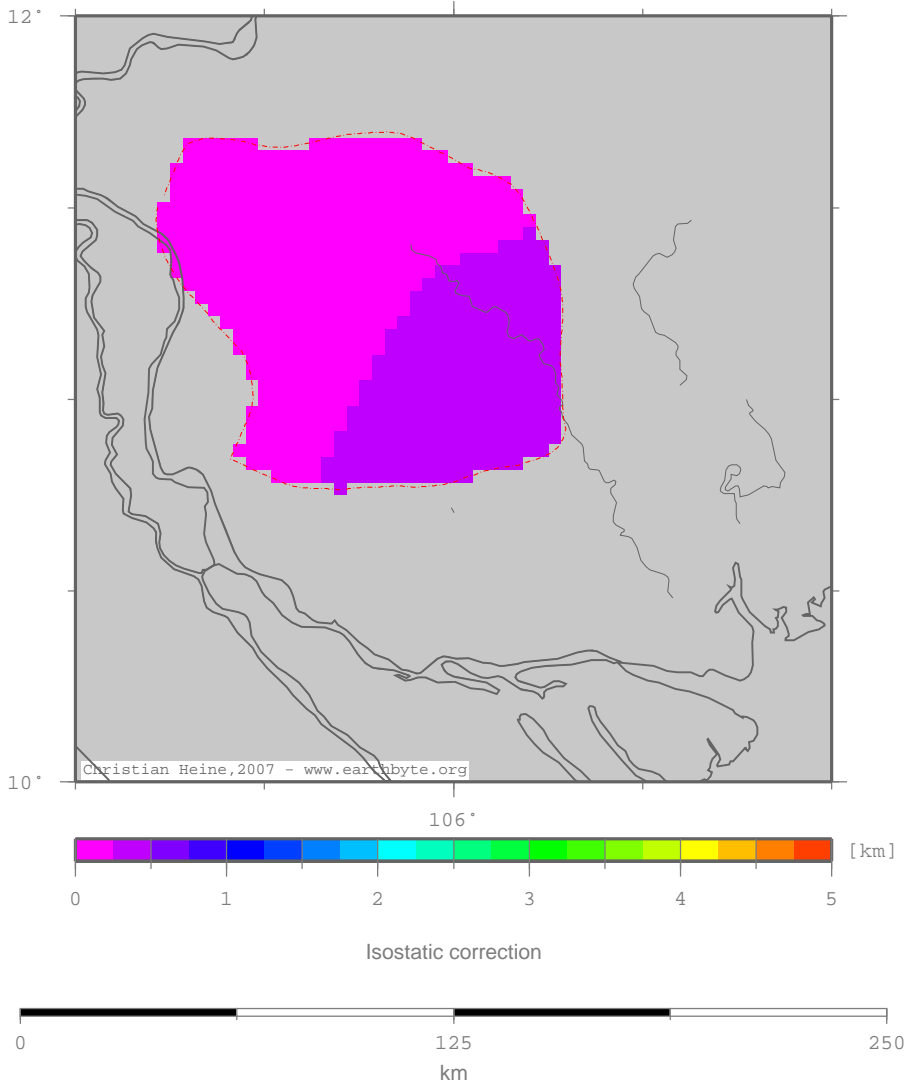 12°
10°
Christian Heine,2007 - www.earthbyte.org
106°
[km]
0 1 2 3 4 5
Isostatic correction
0 125 250
km